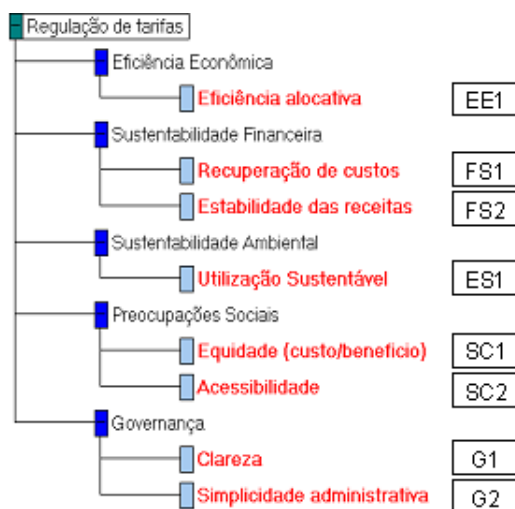 Regulação de tarifas
Eficiência Econômica
Eficiência alocativa EE1
Sustentabilidade Financeira
Recuperação de custos FS1
Estabilidade das receitas FS2
Sustentabilidade Ambiental
Utilização Sustentável ES1
Preocupações Sociais
Equidade (custo/beneficio) SC1
Acessibilidade SC2
Governança
Clareza G1
Simplicidade administrativa G2